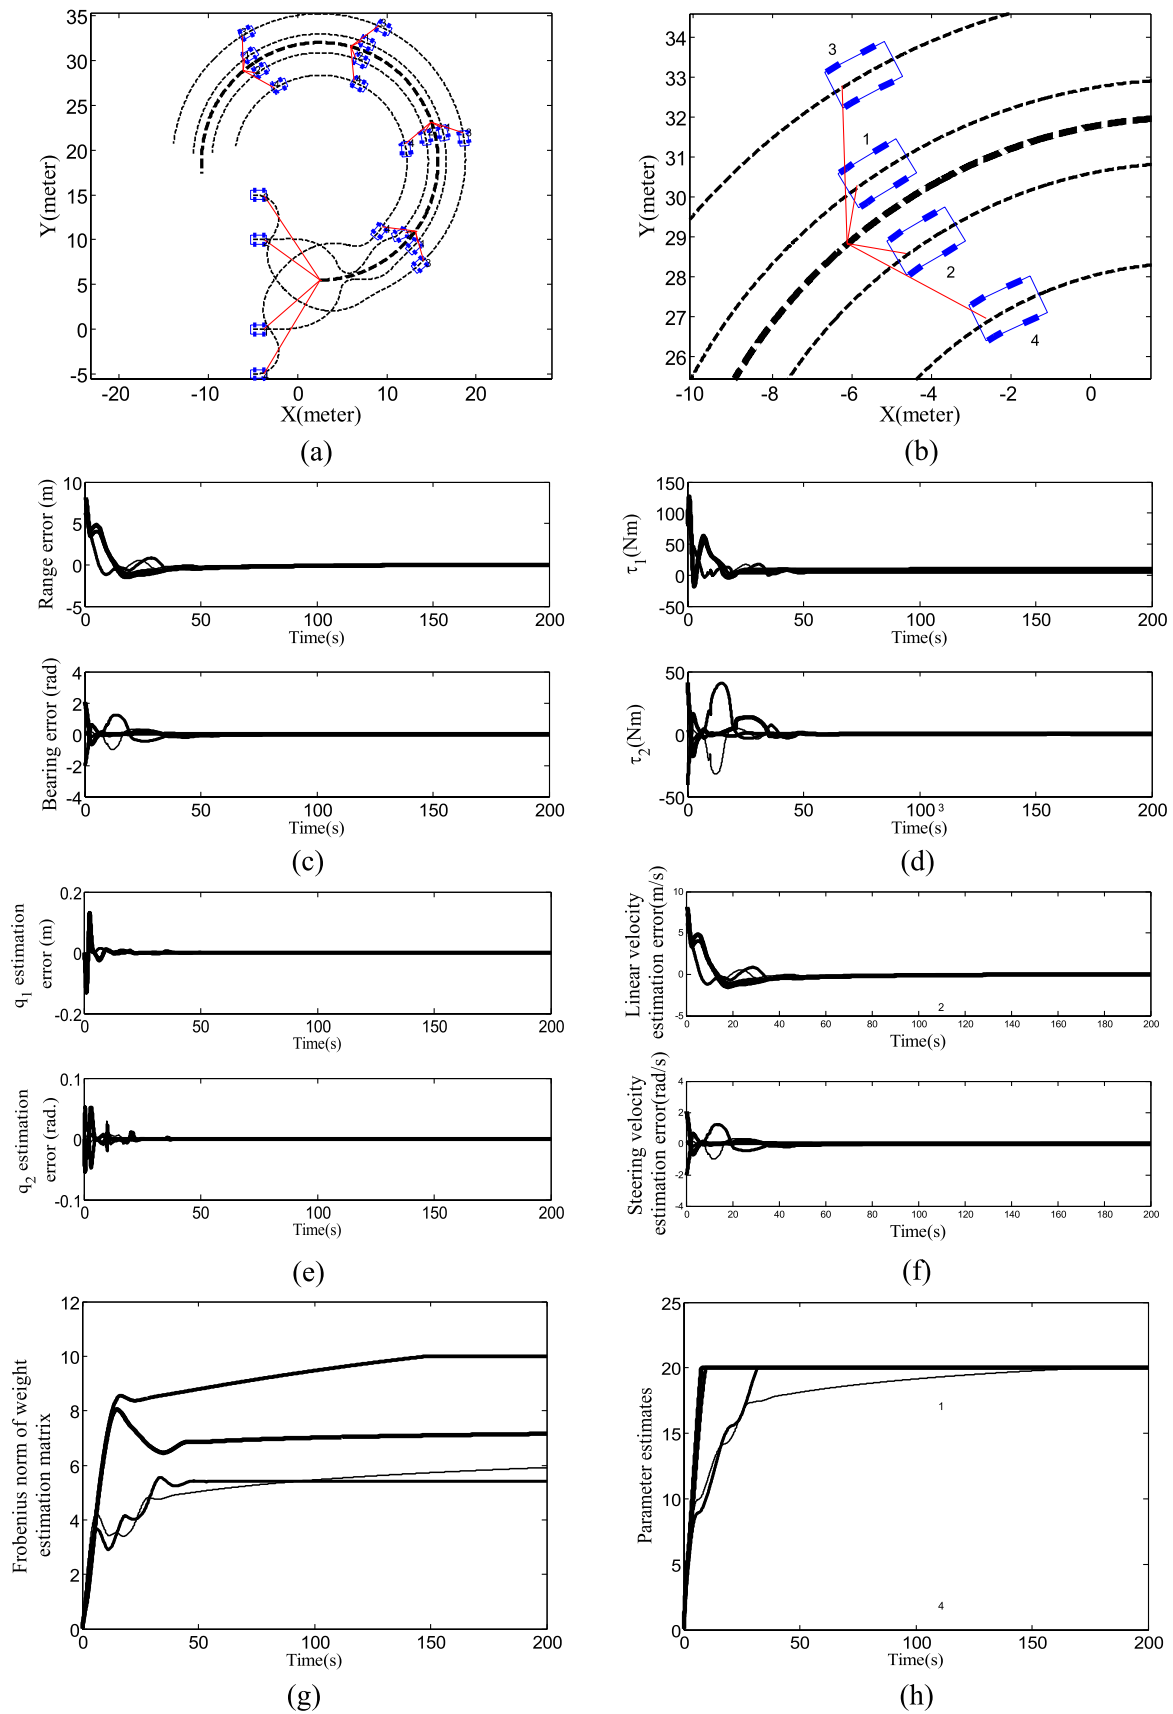 35
30
25
20
15
10
5
0
-5
-20 -10 0 10 20
Y(meter)
X(meter)
(a)
34
33
32
31
30
29
28
27
26
-10 -8 -6 -4 -2 0
Y(meter)
X(meter)
3
1
2
4
(b)
10
5
0
-5
0 50 100 150 200
Range error (m)
Time(s)
4
2
0
-2
-4
0 50 100 150 200
Bearing error (rad)
Time(s)
(c)
150
100
50
0
-50
0 50 100 150 200
τ1(Nm)
Time(s)
50
0
-50
0 50 100 150 200
3
τ2(Nm)
Time(s)
(d)
0.2
0
-0.2
0 50 100 150 200
q1 estimation
error (m)
Time(s)
0.1
0
-0.1
0 50 100 150 200
q2 estimation
error (rad.)
Time(s)
(e)
10
5
0
-5
0 20 40 60 80 100 120 140 160 180 200
2
Linear velocity
estimation error(m/s)
Time(s)
4
2
0
-2
-4
0 20 40 60 80 100 120 140 160 180 200
Steering velocity
estimation error(rad/s)
Time(s)
(f)
12
10
8
6
4
2
0
0 50 100 150 200
Frobenius norm of weight
estimation matrix
Time(s)
(g)
25
20
15
10
5
0
0 50 100 150 200
1
4
Parameter estimates
Time(s)
(h)